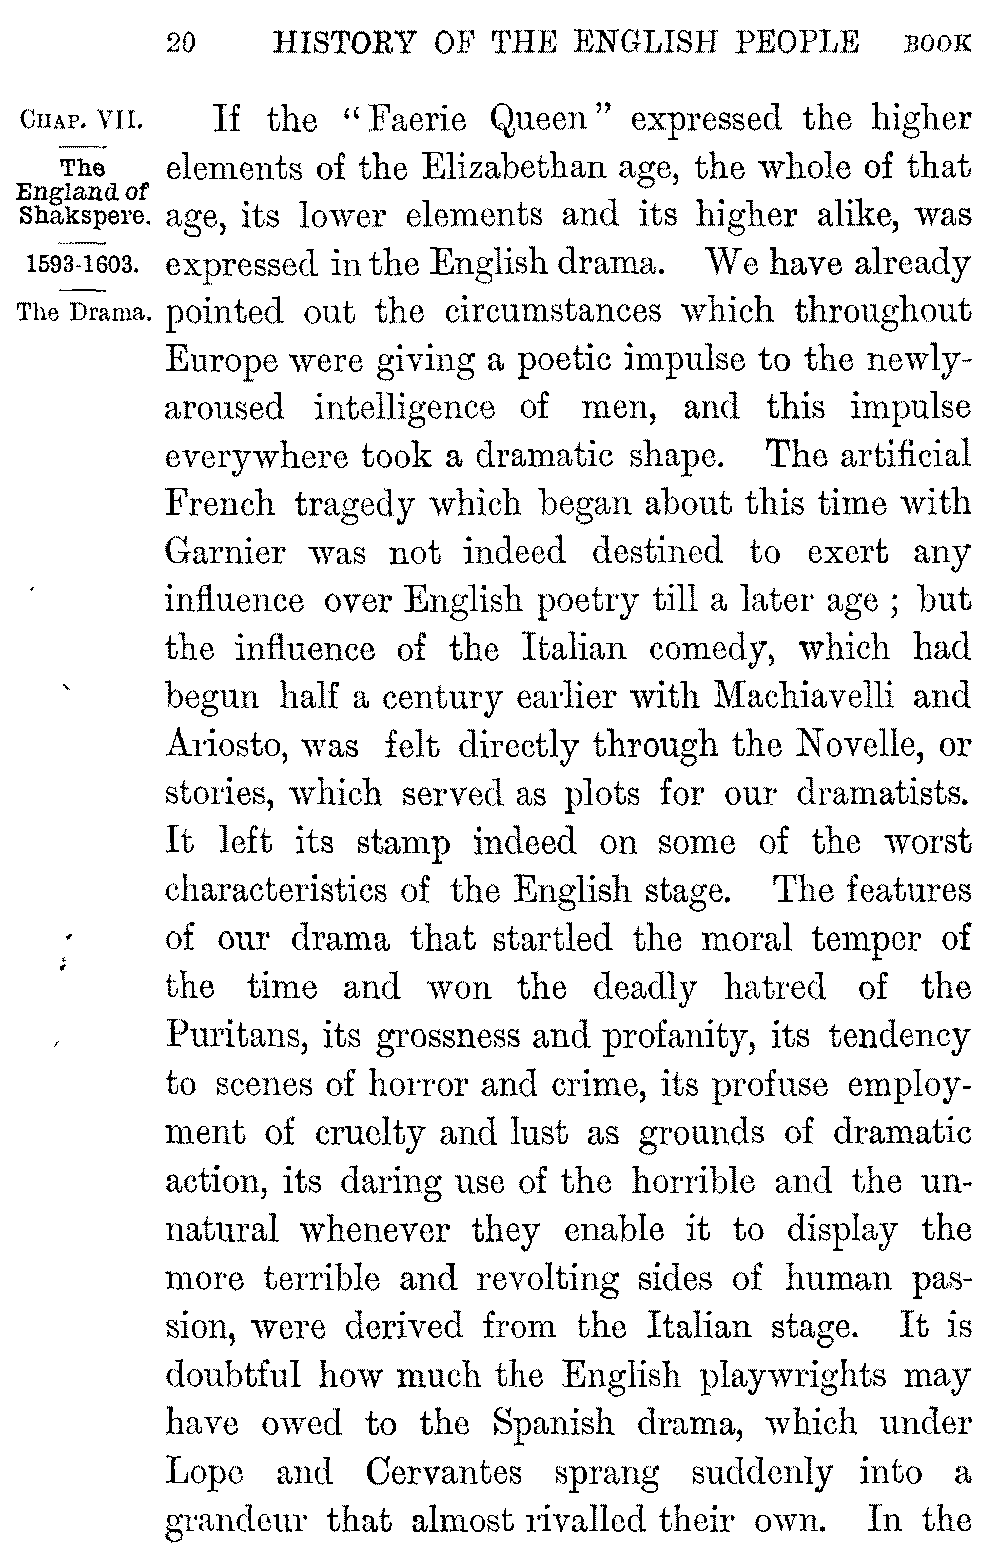 20 HISTORY OF THE ENGLISH PEOPLE BOOK
CHAP. VII.
The
England of
Shakspere.
1593-1603.
The Drama.
If the “Faerie Queen” expressed the higher
elements of the Elizabethan age, the whole of that
age, its lower elements and its higher alike, was
expressed in the English drama. We have already
pointed out the circumstances which throughout
Europe were giving a poetic impulse to the newly-
aroused intelligence of men, and this impulse
everywhere took a dramatic shape. The artificial
French tragedy which began about this time with
Garnier was not indeed destined to exert any
influence over English poetry till a later age ; but
the influence of the Italian comedy, which had
begun half a century earlier with Machiavelli and
Ariosto, was felt directly through the Novelle, or
stories, which served as plots for our dramatists.
It left its stamp indeed on some of the worst
characteristics of the English stage. The features
of our drama that startled the moral temper of
the time and won the deadly hatred of the
Puritans, its grossness and profanity, its tendency
to scenes of horror and crime, its profuse employ-
ment of cruelty and lust as grounds of dramatic
action, its daring use of the horrible and the un-
natural whenever they enable it to display the
more terrible and revolting sides of human pas-
sion, were derived from the Italian stage. It is
doubtful how much the English playwrights may
have owed to the Spanish drama, which under
Lope and Cervantes sprang suddenly into a
grandeur that almost rivalled their own. In the